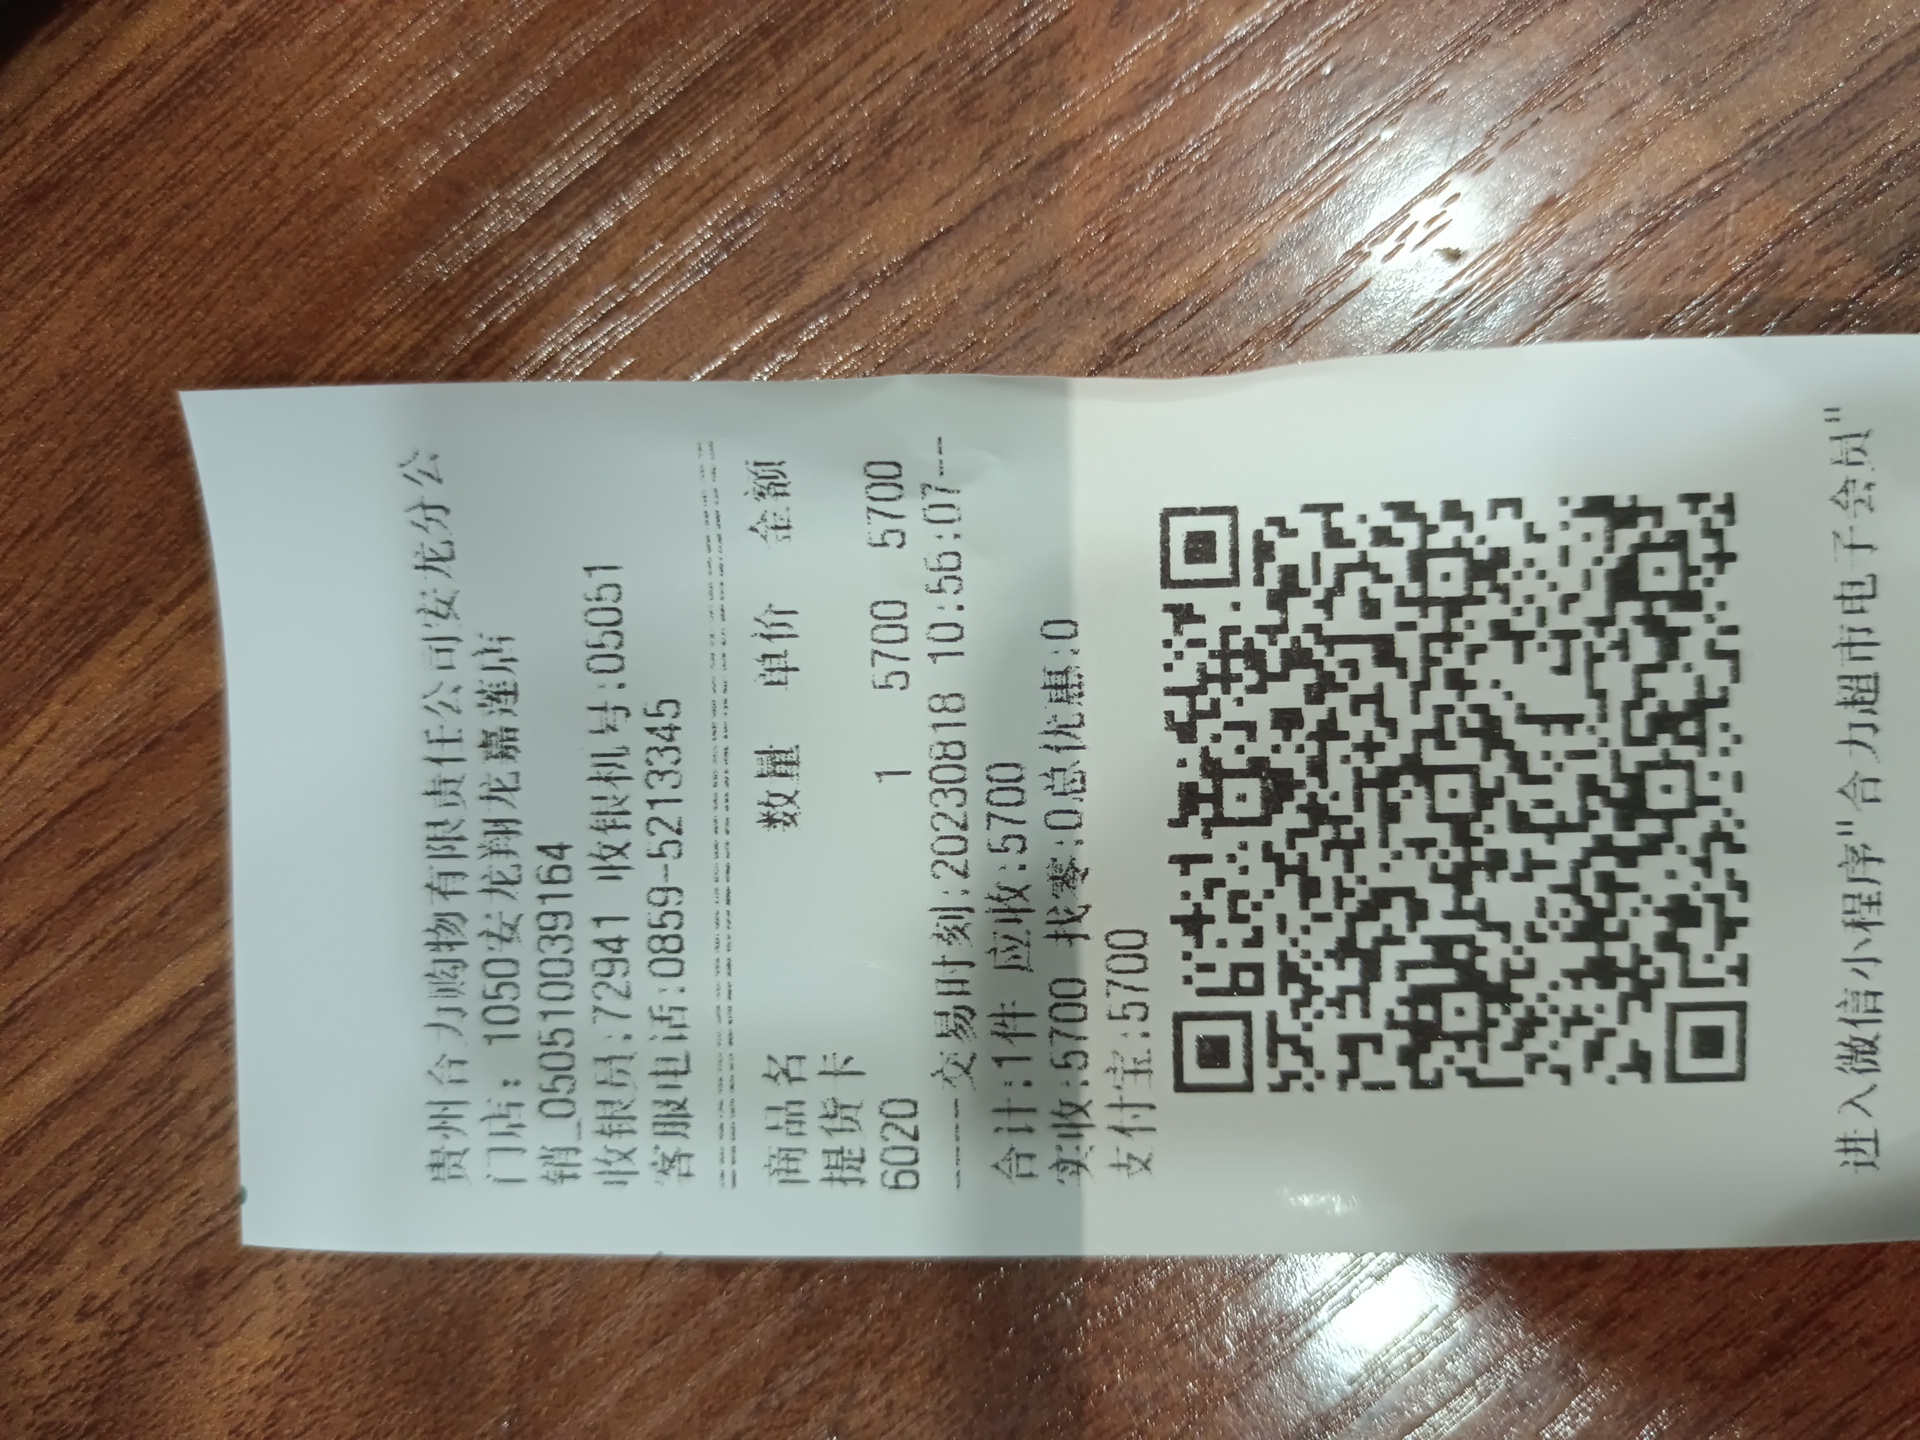 贵州合力购物有限责任公司安龙分公
门店: 1050安龙翔龙嘉莲店
销_050510039164
收银员:72941 收银机号:05051
客服电话:0859-5213345
商品名 数量 单价 金额
提货卡
60020 1 5700 5700
----交易时刻:20230818 10:56:07--
合计:1件 应收:5700
实收:5700 找零:0总优惠:0
支付宝:5700
进入微信小程序"合力超市电子会员"